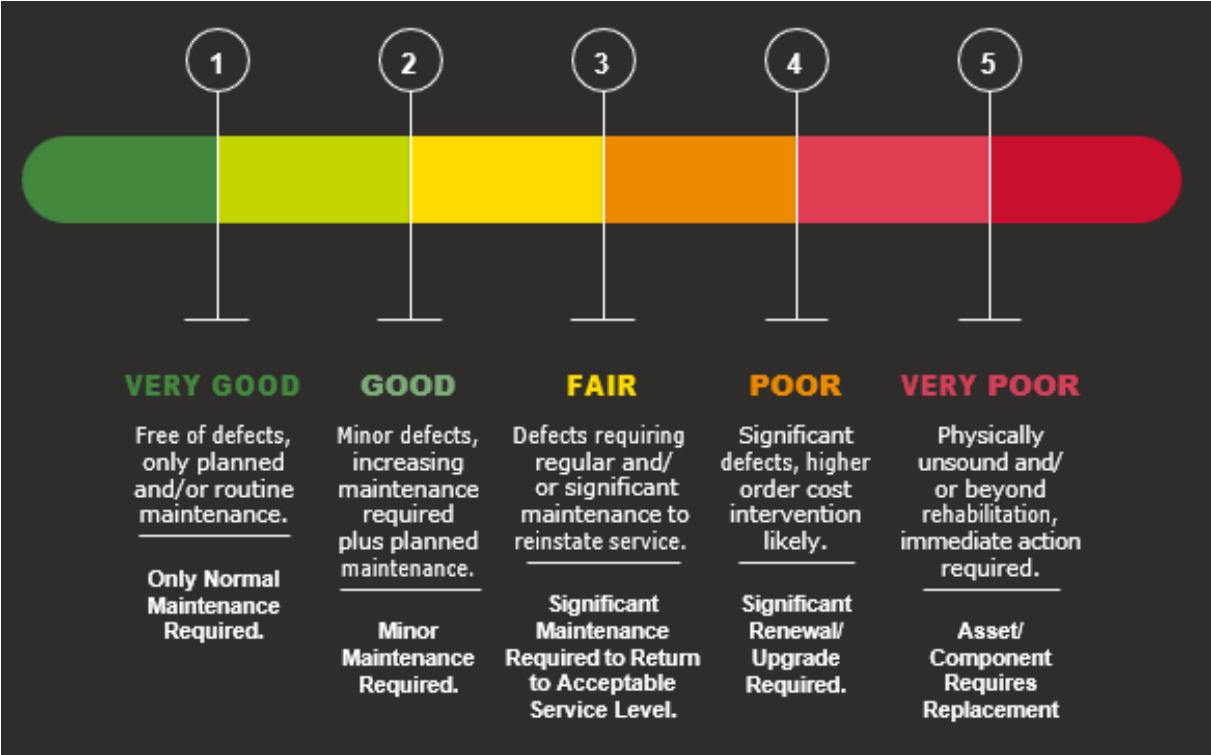 1
2
3
4
5
VERY GOOD
Free of defects,
only planned
and/or routine
maintenance.
Only Normal
Maintenance
Required.
GOOD
Minor defects,
increasing
maintenance
required
plus planned
maintenance.
Minor
Maintenance
Required.
FAIR
Defects requiring
regular and/
or significant
maintenance to
reinstate service.
Significant
Maintenance
Required to Return
to Acceptable
Service Level.
POOR
Significant
defects, higher
order cost
intervention
likely.
Significant
Renewal/
Upgrade
Required.
VERY POOR
Physically
unsound and/
or beyond
rehabilitation,
immediate action
required.
Asset/
Component
Requires
Replacement